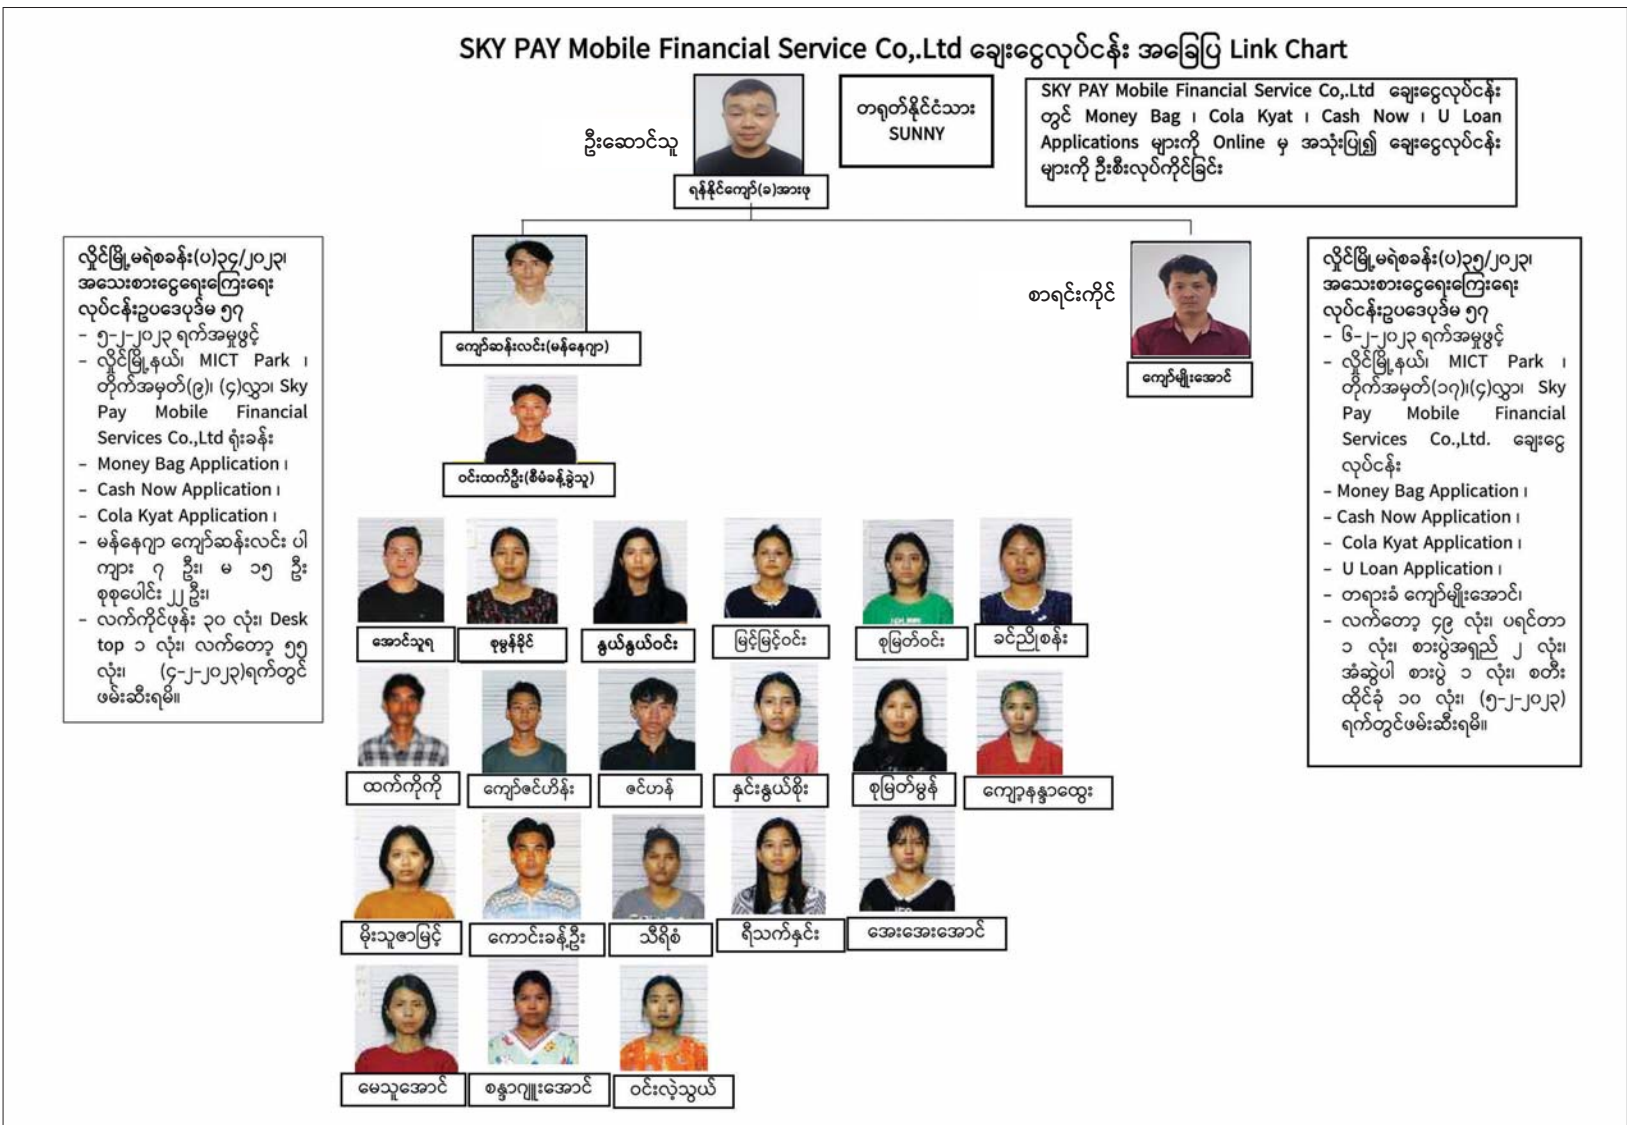 SKY PAY Mobile Financial Service Co,.Ltd ချေးငွေလုပ်ငန်း အခြေပြ Link Chart
ဦးဆောင်သူ
ရန်နိုင်ကျော်(ခ)အားဖု
တရုတ်နိုင်ငံသား
SUNNY
SKY PAY Mobile Financial Service Co,.Ltd ချေးငွေလုပ်ငန်း
တွင် Money Bag ၊ Cola Kyat ၊ Cash Now ၊ U Loan
Applications များကို Online မှ အသုံးပြု၍ ချေးငွေလုပ်ငန်း
များကို ဦးစီးလုပ်ကိုင်ခြင်း
လှိုင်မြို့မရဲစခန်း(ပ)၃၄/၂၀၂၃၊
အသေးစားငွေရေးကြေးရေး
လုပ်ငန်းဥပဒေပုဒ်မ ၅၇
– ၅-၂-၂၀၂၃ ရက်အမှုဖွင့်
– လှိုင်မြို့နယ်၊ MICT Park ၊
တိုက်အမှတ်(၉)၊ (၄)လွှာ၊ Sky
Pay Mobile Financial
Services Co.,Ltd ရုံးခန်း
– Money Bag Application ၊
– Cash Now Application ၊
– Cola Kyat Application ၊
– မန်နေဂျာ ကျော်ဆန်းလင်း ပါ
ကျား ၇ ဦး၊ မ ၁၅ ဦး
စုစုပေါင်း ၂၂ ဦး၊
– လက်ကိုင်ဖုန်း ၃၀ လုံး၊ Desk
top ၁ လုံး၊ လက်တော့ ၅၅
လုံး၊ (၄-၂-၂၀၂၃)ရက်တွင်
ဖမ်းဆီးရမိ။
ကျော်ဆန်းလင်း(မန်နေဂျာ)
ဝင်းထက်ဦး(စီမံခန့်ခွဲသူ)
စာရင်းကိုင်
ကျော်မျိုးအောင်
လှိုင်မြို့မရဲစခန်း(ပ)၃၅/၂၀၂၃၊
အသေးစားငွေရေးကြေးရေး
လုပ်ငန်းဥပဒေပုဒ်မ ၅၇
– ၆-၂-၂၀၂၃ ရက်အမှုဖွင့်
– လှိုင်မြို့နယ်၊ MICT Park ၊
တိုက်အမှတ်(၁၇)၊(၄)လွှာ၊ Sky
Pay Mobile Financial
Services Co.,Ltd. ချေးငွေ
လုပ်ငန်း
– Money Bag Application ၊
– Cash Now Application ၊
– Cola Kyat Application ၊
– U Loan Application ၊
– တရားခံ ကျော်မျိုးအောင်၊
– လက်တော့ ၄၉ လုံး၊ ပရင်တာ
၁ လုံး၊ စားပွဲအရှည် ၂ လုံး၊
အံဆွဲပါ စားပွဲ ၁ လုံး၊ စတီး
ထိုင်ခုံ ၁၀ လုံး၊ (၅-၂-၂၀၂၃)
ရက်တွင်ဖမ်းဆီးရမိ။
အောင်သူရ
စုမွန်ခိုင်
နွယ်နွယ်ဝင်း
မြင့်မြင့်ဝင်း
စုမြတ်ဝင်း
ခင်ညိုစန်း
ထက်ကိုကို
ကျော်ဇင်ဟိန်း
ဇင်ဟန်
နှင်းနွယ်စိုး
စုမြတ်မွန်
ကျော့နန္ဒာထွေး
မိုးသူဇာမြင့်
ကောင်းခန့်ဦး
သီရိစံ
ရီသက်နှင်း
အေးအေးအောင်
မေသူအောင်
စန္ဒာဂျူးအောင်
ဝင်းလဲ့သွယ်